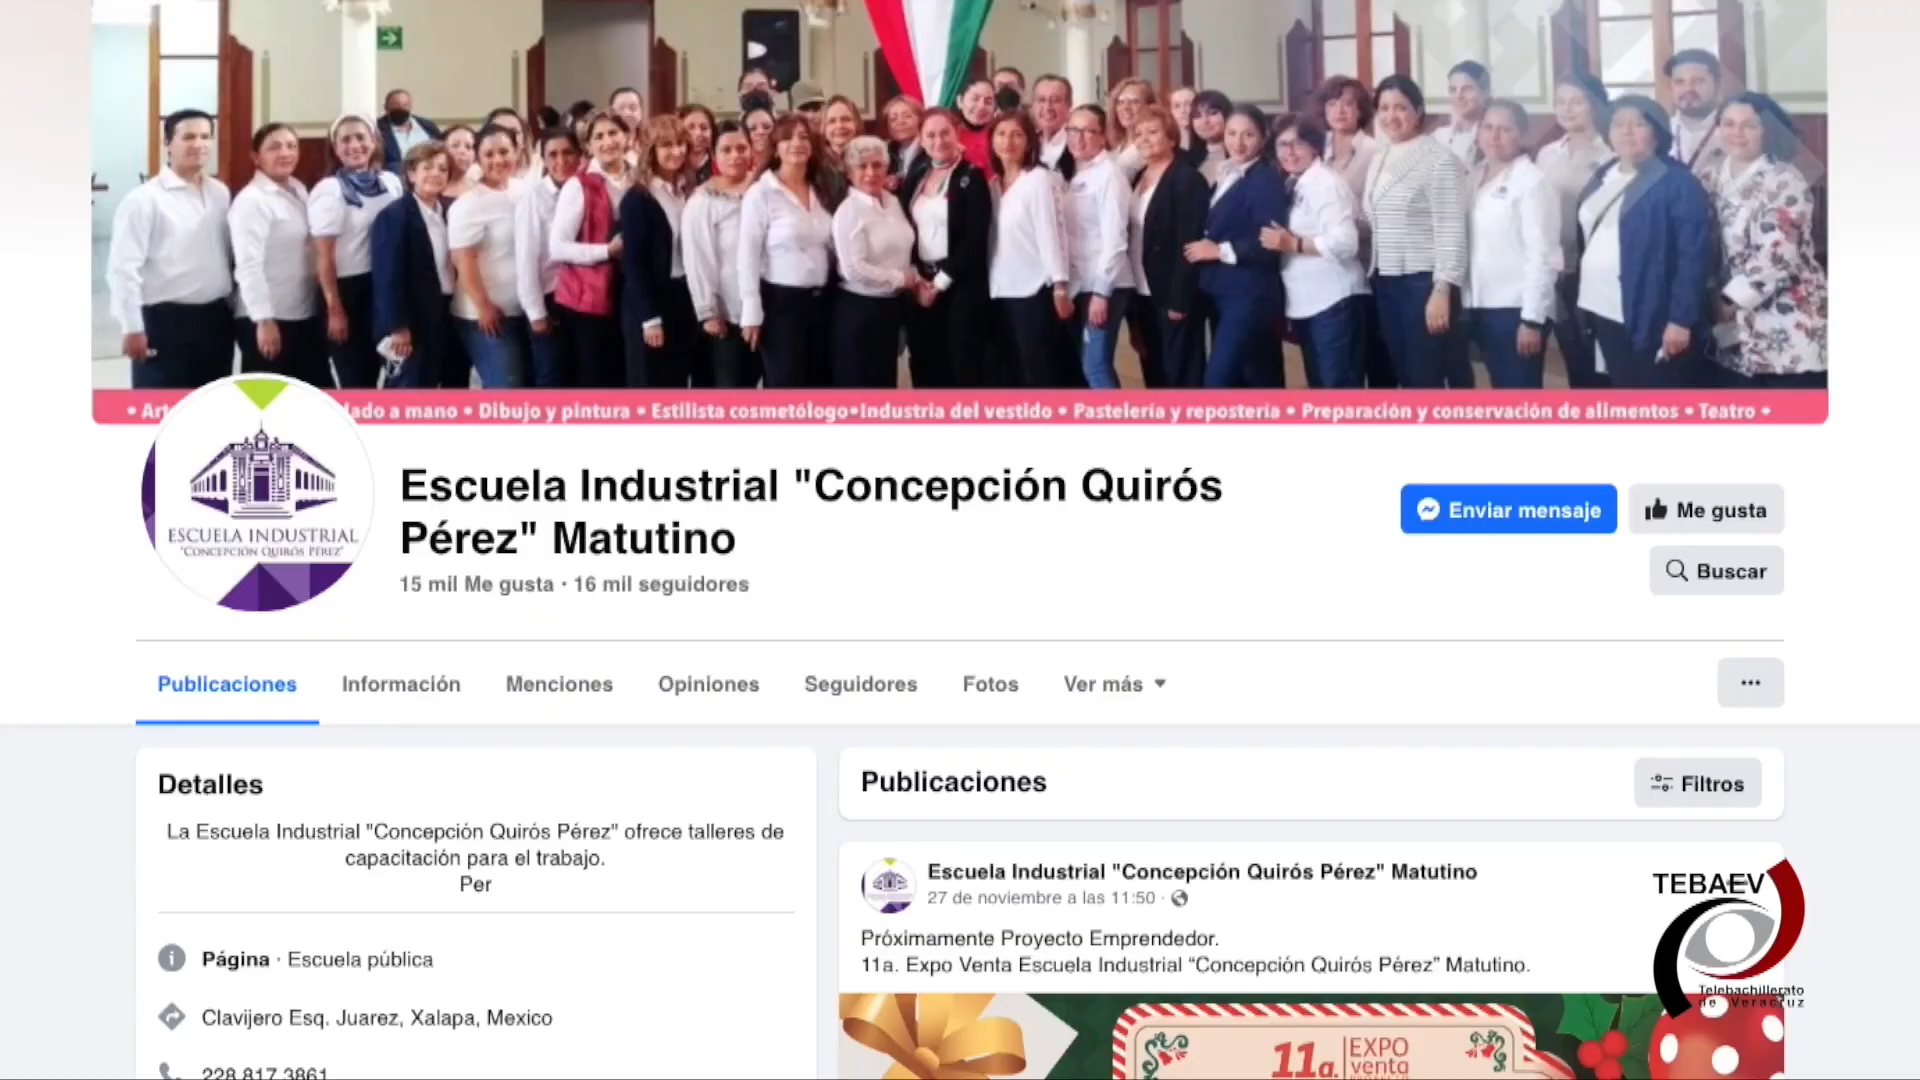 lado a mano • Dibujo y pintura • Estilista cosmetólogo•Industria del vestido • Pastelería y repostería • Preparación y conservación de alimentos • Teatro •
ESCUELA INDUSTRIAL
"CONCEPCIÓN QUIRÓS PÉREZ"
Escuela Industrial "Concepción Quirós
Pérez" Matutino
15 mil Me gusta · 16 mil seguidores
Enviar mensaje
Me gusta
Buscar
Publicaciones
Información
Menciones
Opiniones
Seguidores
Fotos
Ver más
Detalles
La Escuela Industrial "Concepción Quirós Pérez" ofrece talleres de
capacitación para el trabajo.
Per
Página · Escuela pública
Clavijero Esq. Juarez, Xalapa, Mexico
228 817 3861
Publicaciones
Filtros
Escuela Industrial "Concepción Quirós Pérez" Matutino
27 de noviembre a las 11:50 ·
Próximamente Proyecto Emprendedor.
11a. Expo Venta Escuela Industrial “Concepción Quirós Pérez” Matutino.
11a. EXPO
venta
TEBAEV
Telebachillerato
de Veracruz